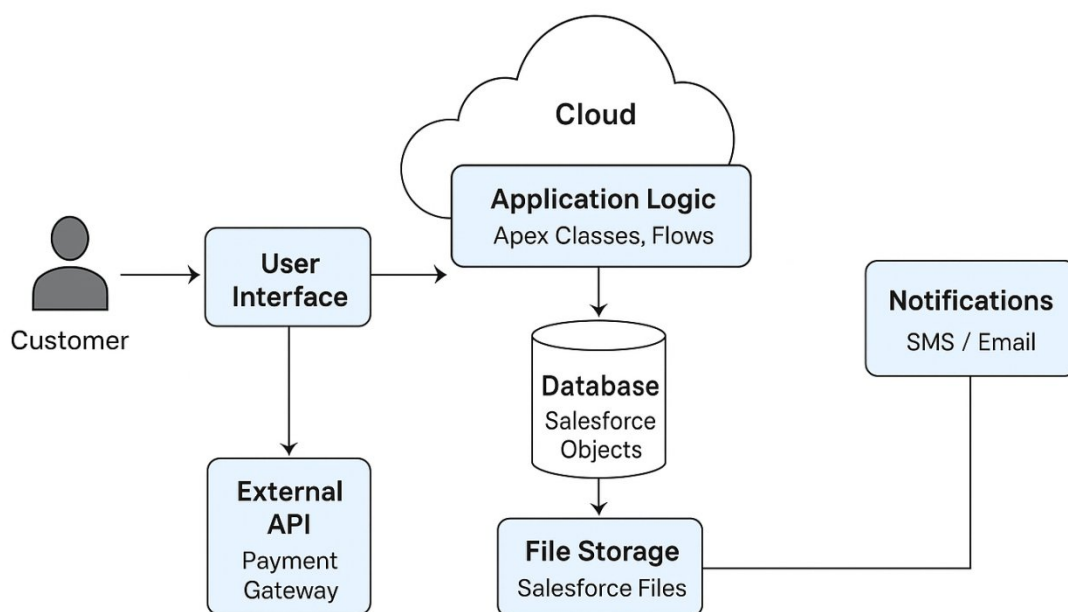 Cloud
Application Logic
Apex Classes, Flows
Customer
User
Interface
Notifications
SMS / Email
Database
Salesforce
Objects
External
API
Payment
Gateway
File Storage
Salesforce Files